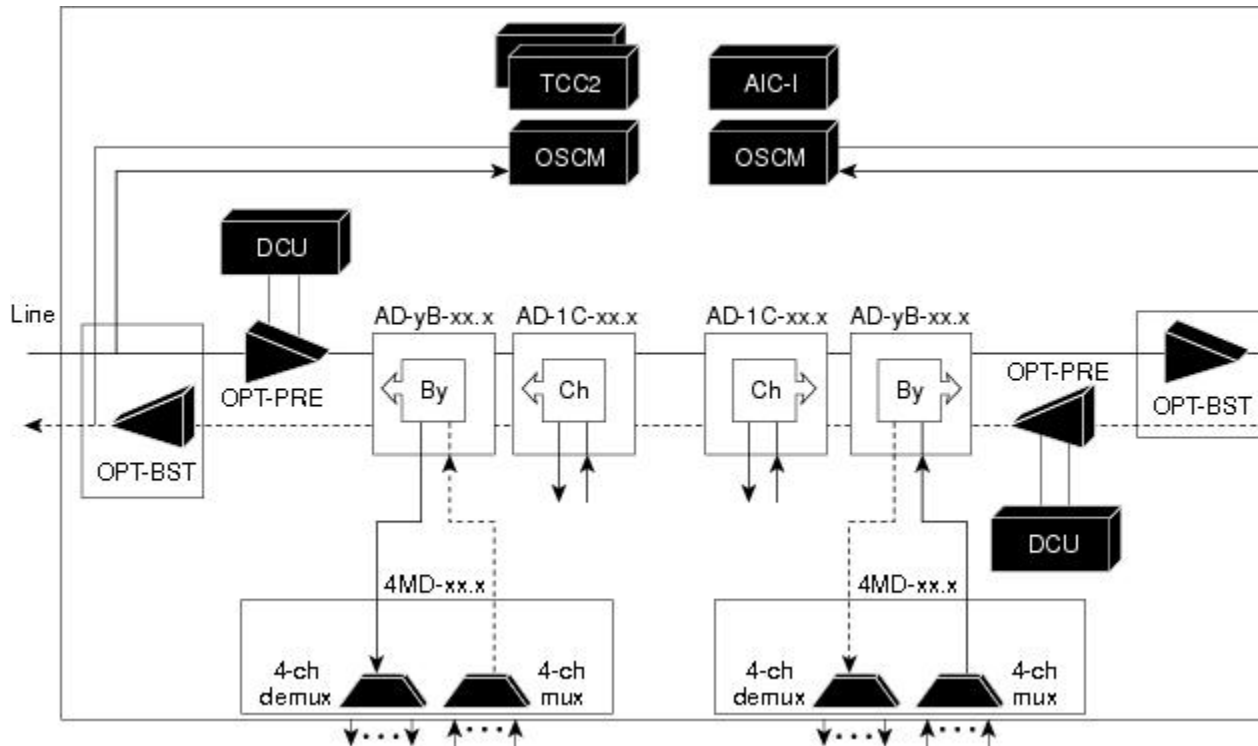 TCC2
AIC-I
OSCM
OSCM
DCU
Line
AD-yB-xx.x
AD-1C-xx.x
AD-1C-xx.x
AD-yB-xx.x
OPT-PRE
By
Ch
Ch
By
OPT-PRE
OPT-BST
OPT-BST
DCU
4MD-xx.x
4MD-xx.x
4-ch
demux
4-ch
mux
4-ch
demux
4-ch
mux